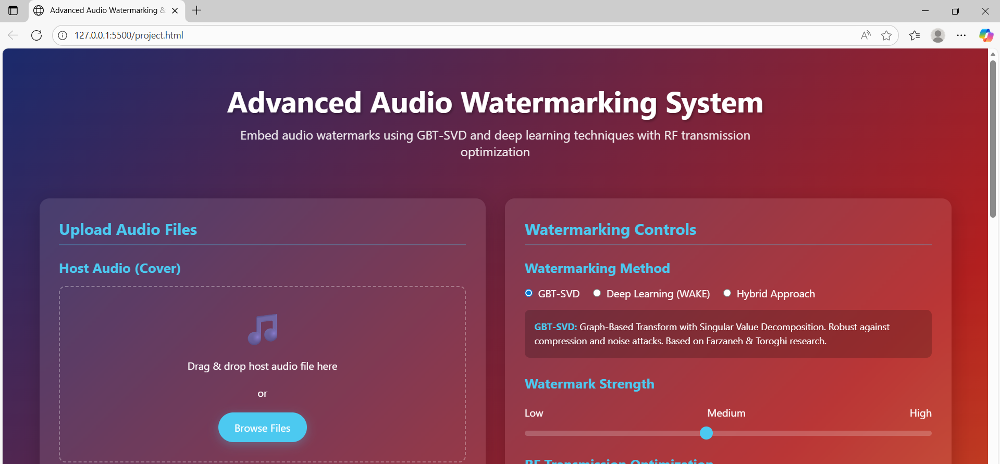 Advanced Audio Watermarking &
127.0.0.1:5500/project.html
Advanced Audio Watermarking System
Embed audio watermarks using GBT-SVD and deep learning techniques with RF transmission
optimization
Upload Audio Files
Host Audio (Cover)
Drag & drop host audio file here
or
Browse Files
Watermarking Controls
Watermarking Method
GBT-SVD Deep Learning (WAKE) Hybrid Approach
GBT-SVD: Graph-Based Transform with Singular Value Decomposition. Robust against
compression and noise attacks. Based on Farzaneh & Toroghi research.
Watermark Strength
Low Medium High
RF Transmission Optimization